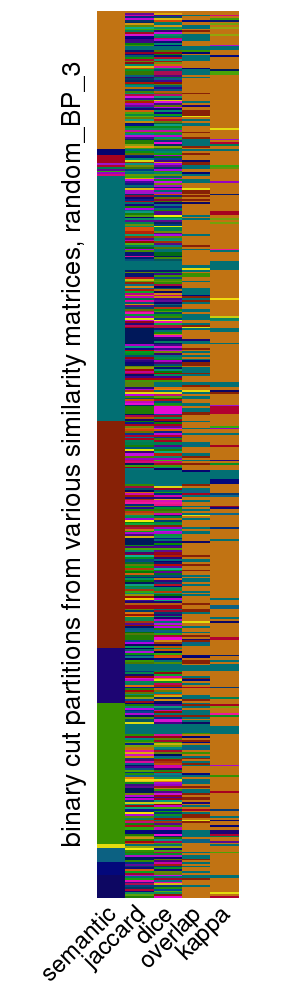 binary cut partitions from various similarity matrices, random_BP_3
semantic
jaccard
dice
overlap
kappa